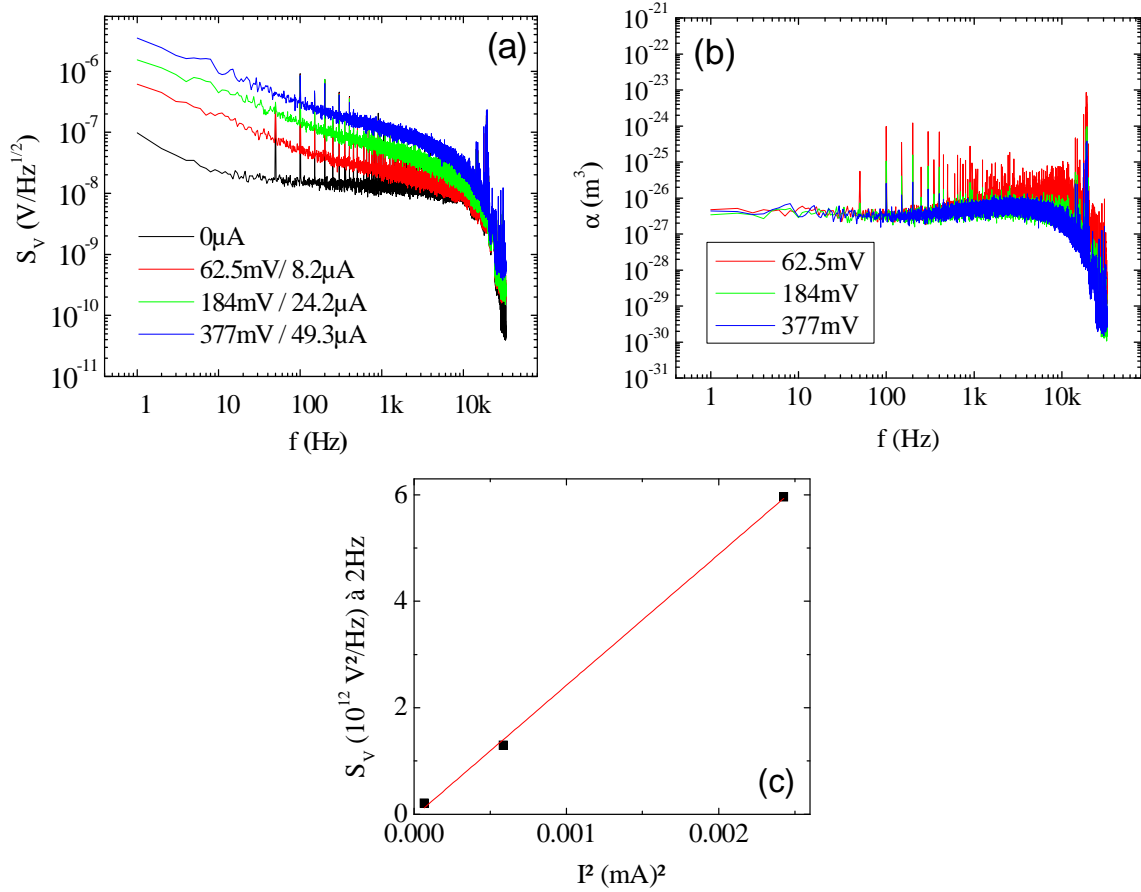 (a)
S_V (V/Hz^1/2)
10^-6
10^-7
10^-8
10^-9
10^-10
10^-11
0µA
62.5mV/ 8.2µA
184mV / 24.2µA
377mV / 49.3µA
1 10 100 1k 10k
f (Hz)
(b)
α (m³)
10^-21
10^-22
10^-23
10^-24
10^-25
10^-26
10^-27
10^-28
10^-29
10^-30
10^-31
62.5mV
184mV
377mV
1 10 100 1k 10k
f (Hz)
S_V (10^12 V²/Hz) à 2Hz
6
4
2
0
(c)
0.000 0.001 0.002
I² (mA)²